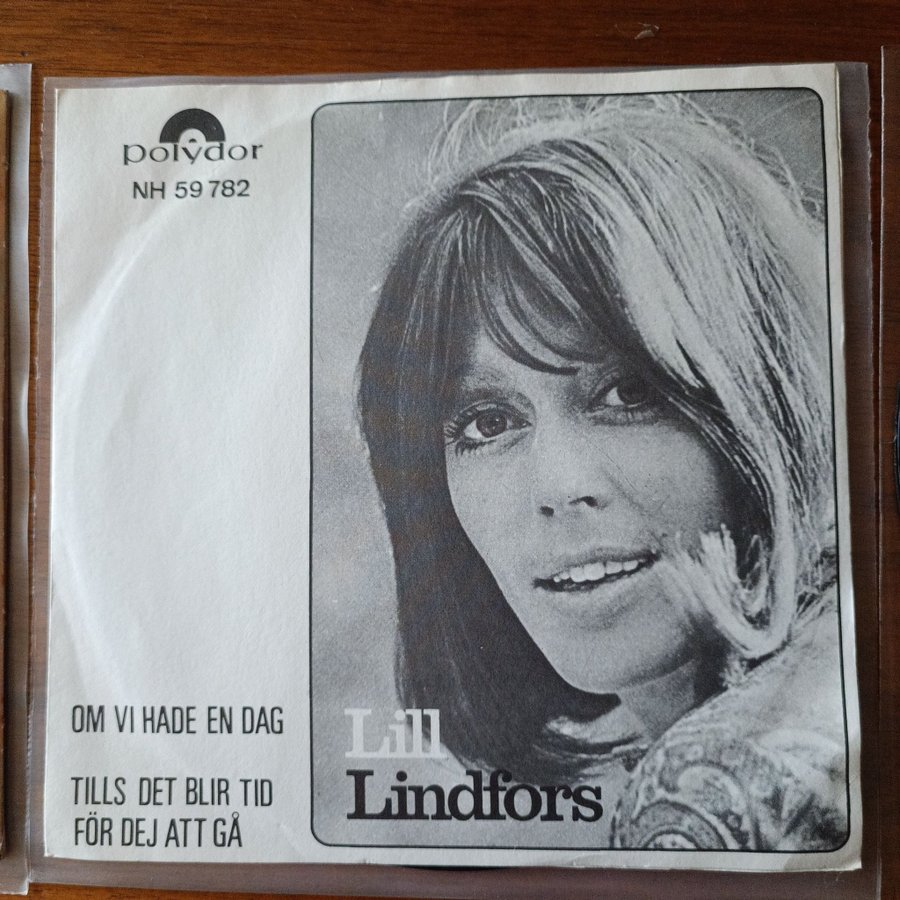 polydor
NH 59 782
OM VI HADE EN DAG
TILLS DET BLIR TID
FÖR DEJ ATT GÅ
Lill
Lindfors